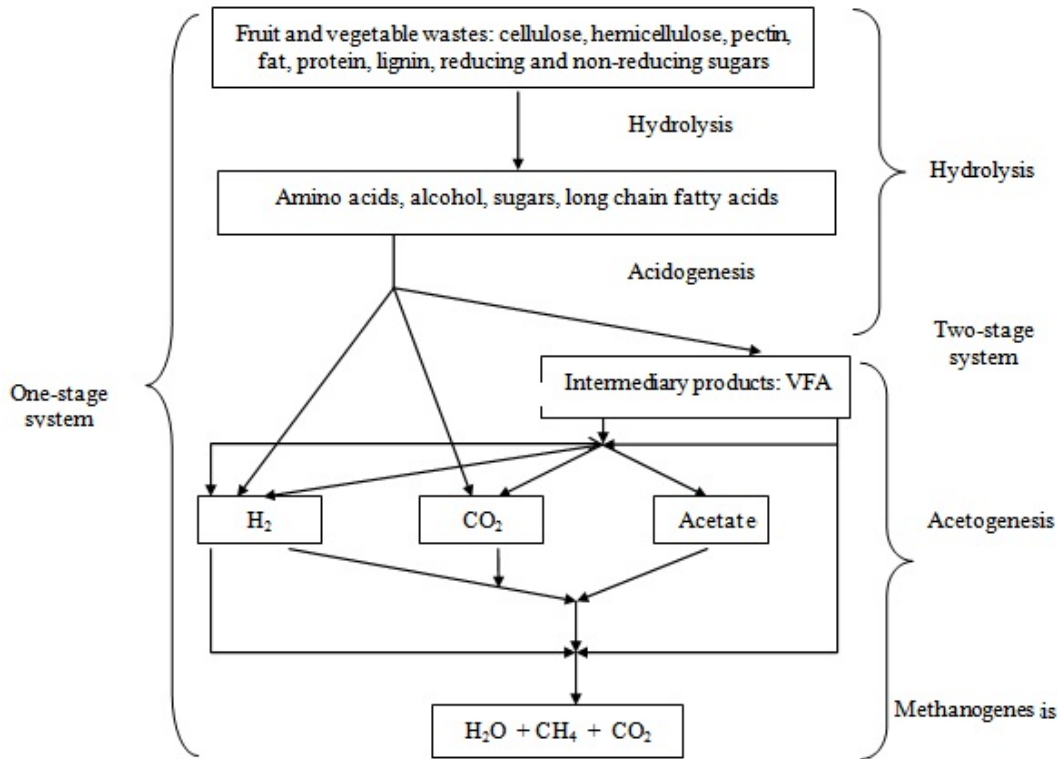 Fruit and vegetable wastes: cellulose, hemicellulose, pectin,
fat, protein, lignin, reducing and non-reducing sugars
Hydrolysis
Hydrolysis
Amino acids, alcohol, sugars, long chain fatty acids
Acidogenesis
Two-stage
system
Intermediary products: VFA
One-stage
system
H₂
CO₂
Acetate
Acetogenesis
Methanogenes is
H₂O + CH₄ + CO₂